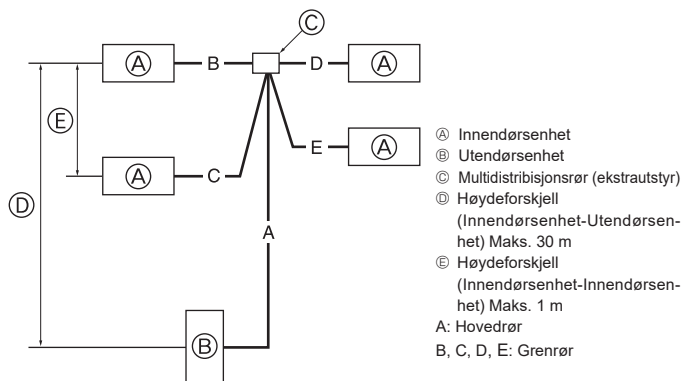 Ⓒ
Ⓐ B D Ⓐ
Ⓔ
Ⓐ C E Ⓐ
Ⓓ
A
Ⓑ
Ⓐ Innendørsenhet
Ⓑ Utendørsenhet
Ⓒ Multidistribisjonsrør (ekstrautstyr)
Ⓓ Høydeforskjell
(Innendørsenhet-Utendørsen-
het) Maks. 30 m
Ⓔ Høydeforskjell
(Innendørsenhet-Innendørsen-
het) Maks. 1 m
A: Hovedrør
B, C, D, E: Grenrør